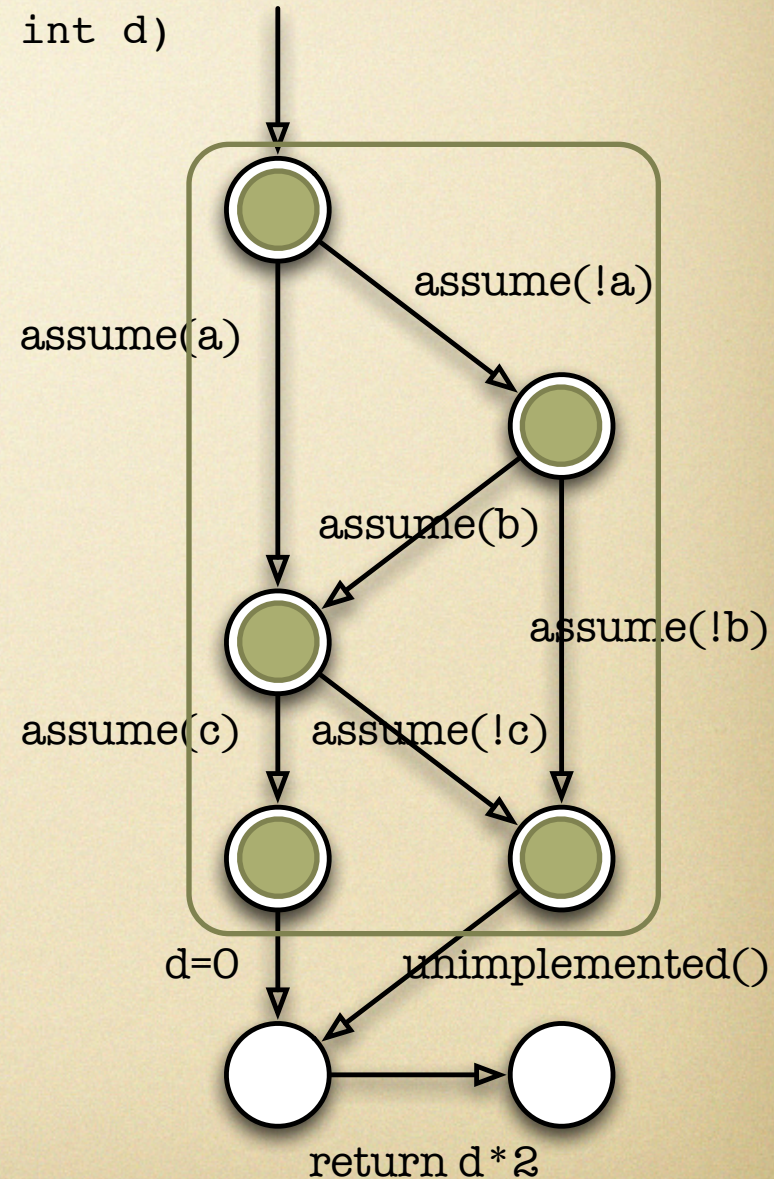 int d)
assume(!a)
assume(a)
assume(b)
assume(!b)
assume(c)
assume(!c)
d=0
unimplemented()
return d*2